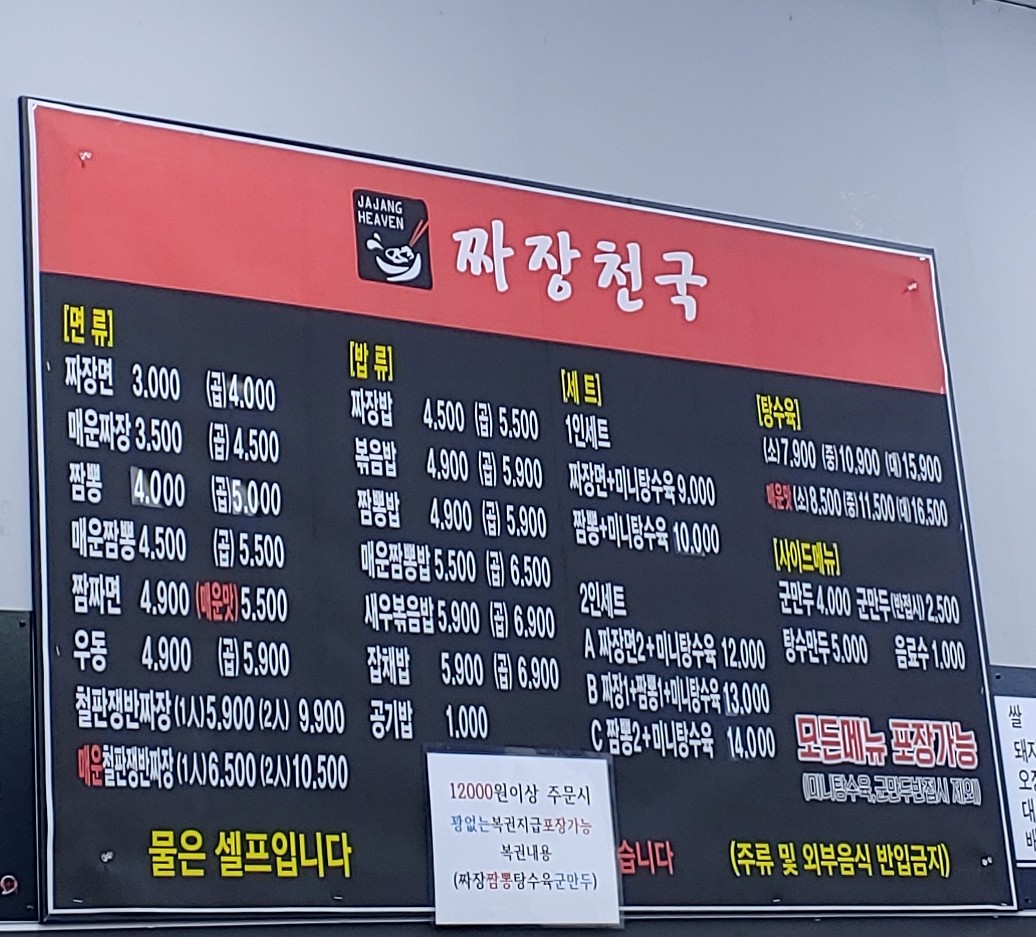 JAJANG
HEAVEN
짜장천국
[면 류]
짜장면 3.000 (곱)4.000
매운짜장 3.500 (곱)4.500
짬뽕 4.000 (곱)5.000
매운짬뽕 4.500 (곱)5.500
짬짜면 4.900 (매운맛)5.500
우동 4.900 (곱)5.900
철판쟁반짜장(1人)5.900 (2人) 9.900
매운철판쟁반짜장(1人)6.500 (2人)10,500
[밥 류]
짜장밥 4.500 (곱) 5.500
볶음밥 4.900 (곱) 5.900
짬뽕밥 4.900 (곱) 5.900
매운짬뽕밥 5.500 (곱) 6.500
새우볶음밥 5.900 (곱) 6.900
잡채밥 5.900 (곱) 6.900
공기밥 1.000
[세 트]
1인세트
짜장면+미니탕수육 9,000
짬뽕+미니탕수육 10,000
2인세트
A 짜장면2+미니탕수육 12,000
B 짜장1+짬뽕1+미니탕수육 13,000
C 짬뽕2+미니탕수육 14,000
[탕수육]
(소)7,900 (중)10,900 (대)15,900
매운맛(소)8,500(중)11,500(대)16,500
[사이드메뉴]
군만두 4,000 군만두(반접시) 2,500
탕수만두 5,000 음료수 1,000
모든메뉴 포장가능
(미니탕수육,군만두반접시 제외)
물은 셀프입니다
습니다
(주류 및 외부음식 반입금지)
12000원이상 주문시
꽝없는복권지급포장가능
복권내용
(짜장짬뽕탕수육군만두)
쌀
돼지
오징
대
배